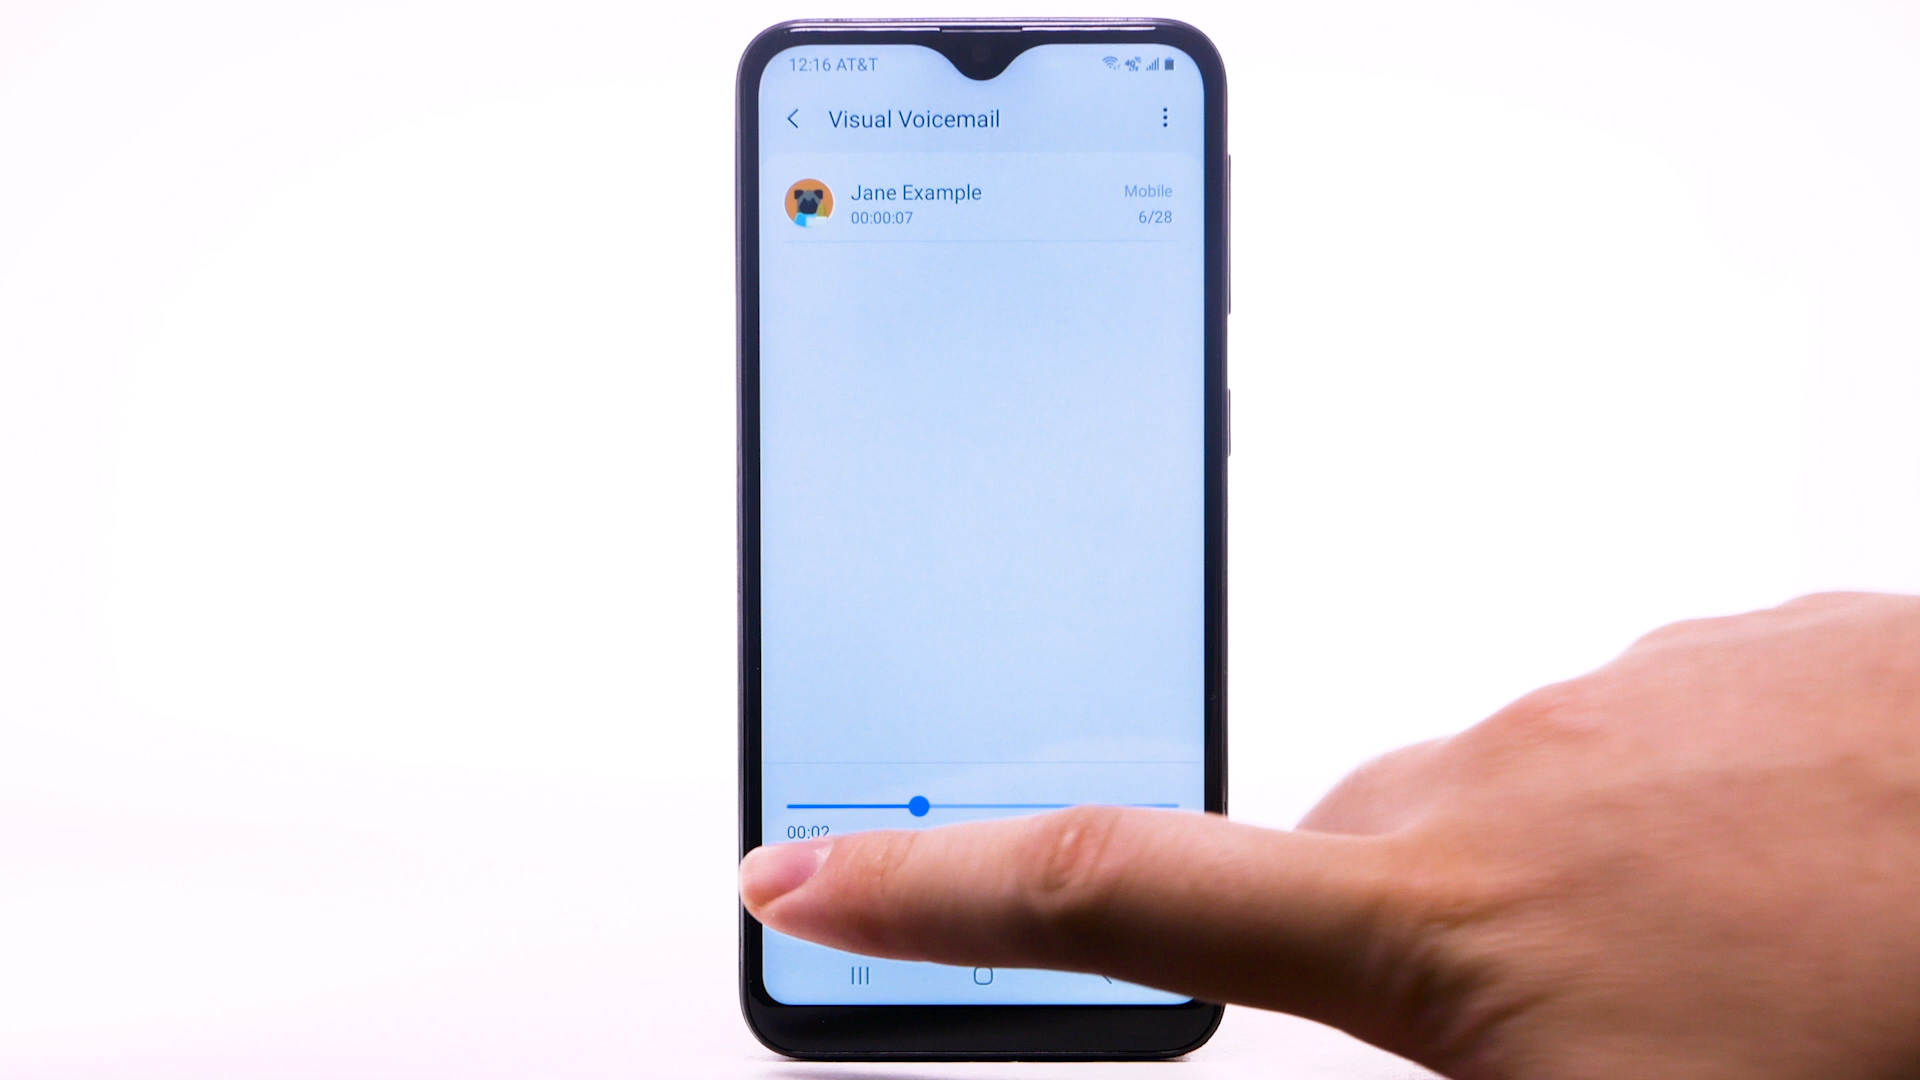 12:16 AT&T
Visual Voicemail
Jane Example
Mobile
00:00:07
6/28
00:02